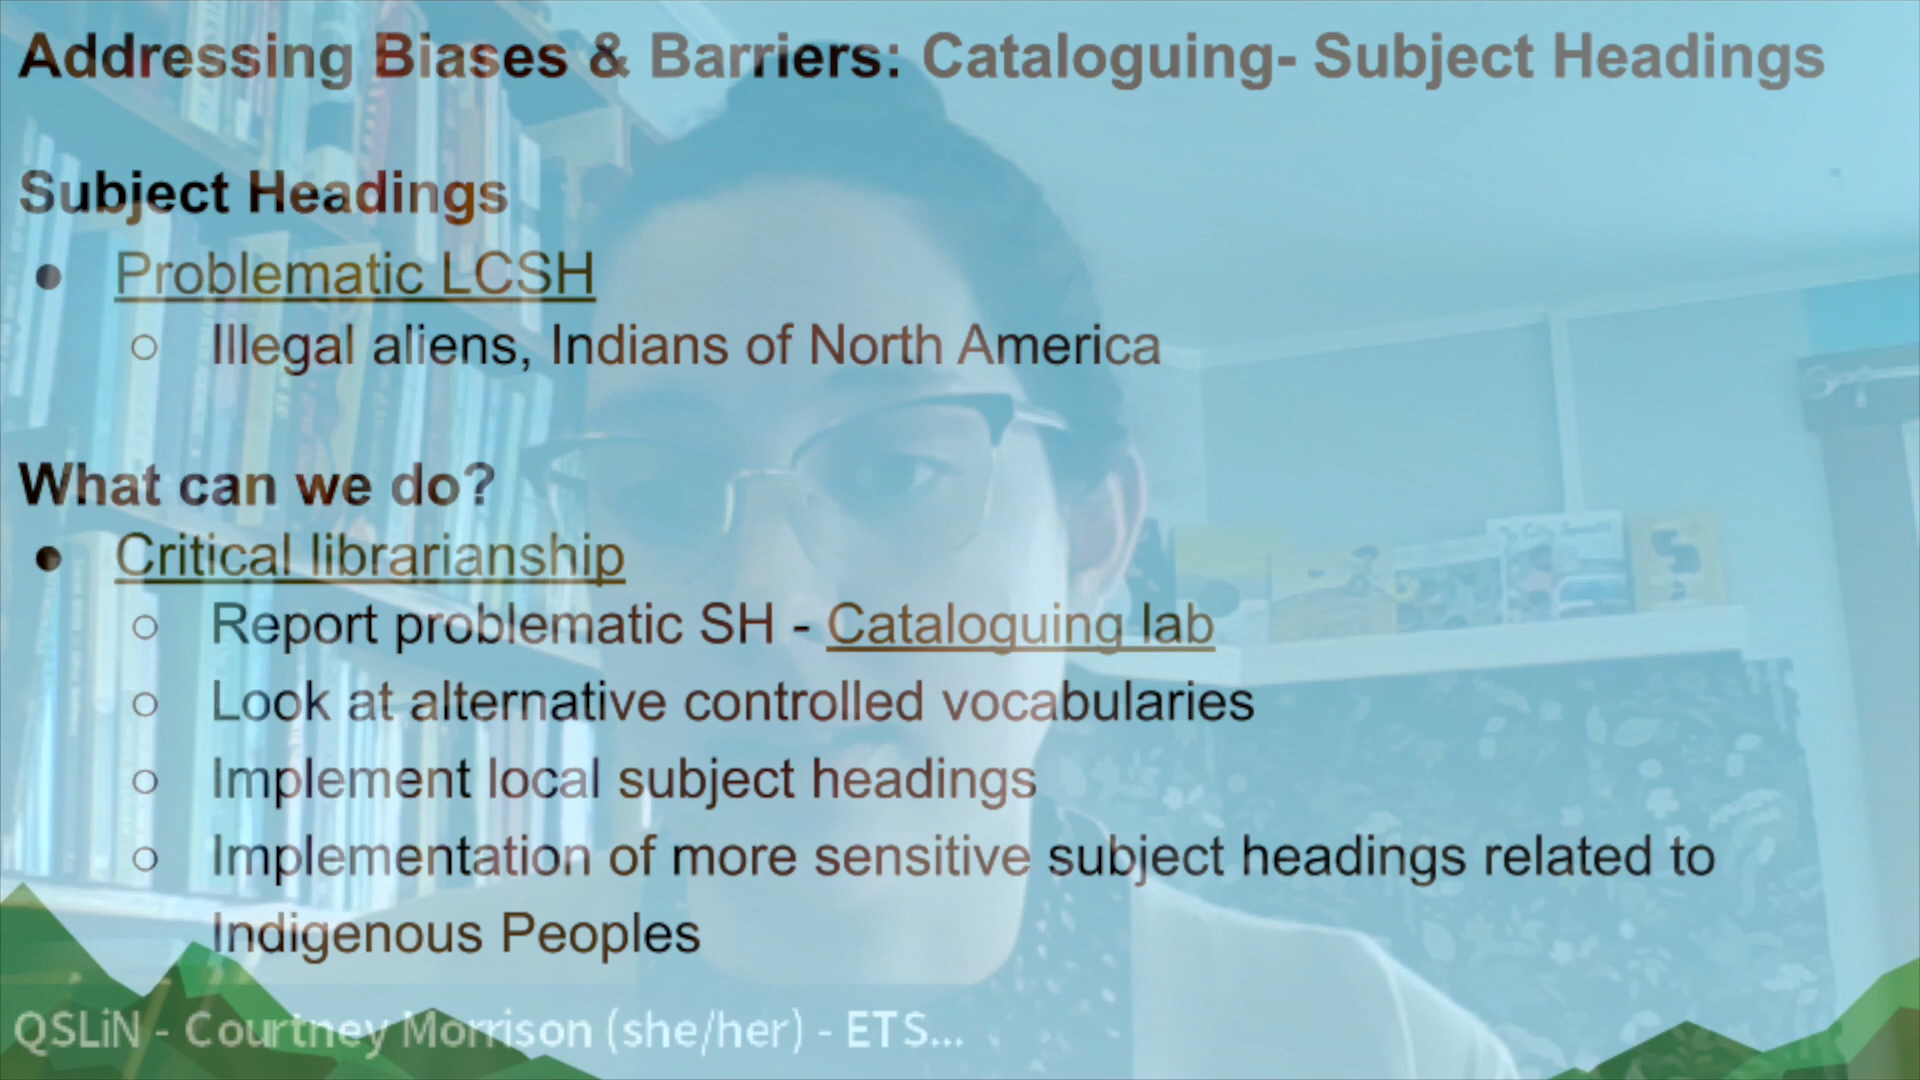 Addressing Biases & Barriers: Cataloguing- Subject Headings
Subject Headings
● Problematic LCSH
○ Illegal aliens, Indians of North America
What can we do?
● Critical librarianship
○ Report problematic SH - Cataloguing lab
○ Look at alternative controlled vocabularies
○ Implement local subject headings
○ Implementation of more sensitive subject headings related to
Indigenous Peoples
QSLiN - Courtney Morrison (she/her) - ETS...